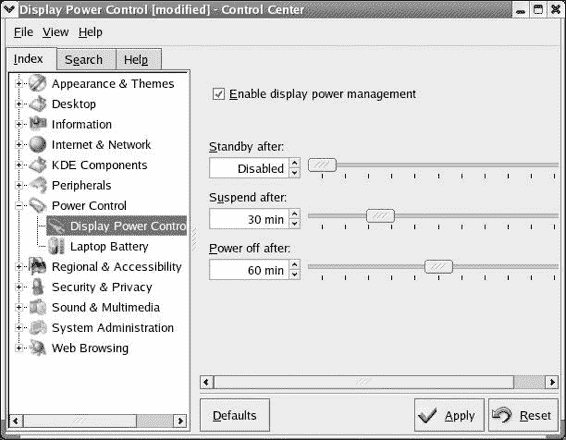 Display Power Control [modified] - Control Center
File View Help
Index Search Help
Appearance & Themes
Desktop
Information
Internet & Network
KDE Components
Peripherals
Power Control
Display Power Contro
Laptop Battery
Regional & Accessibility
Security & Privacy
Sound & Multimedia
System Administration
Web Browsing
Enable display power management
Standby after:
Disabled
Suspend after:
30 min
Power off after:
60 min
Defaults Apply Reset